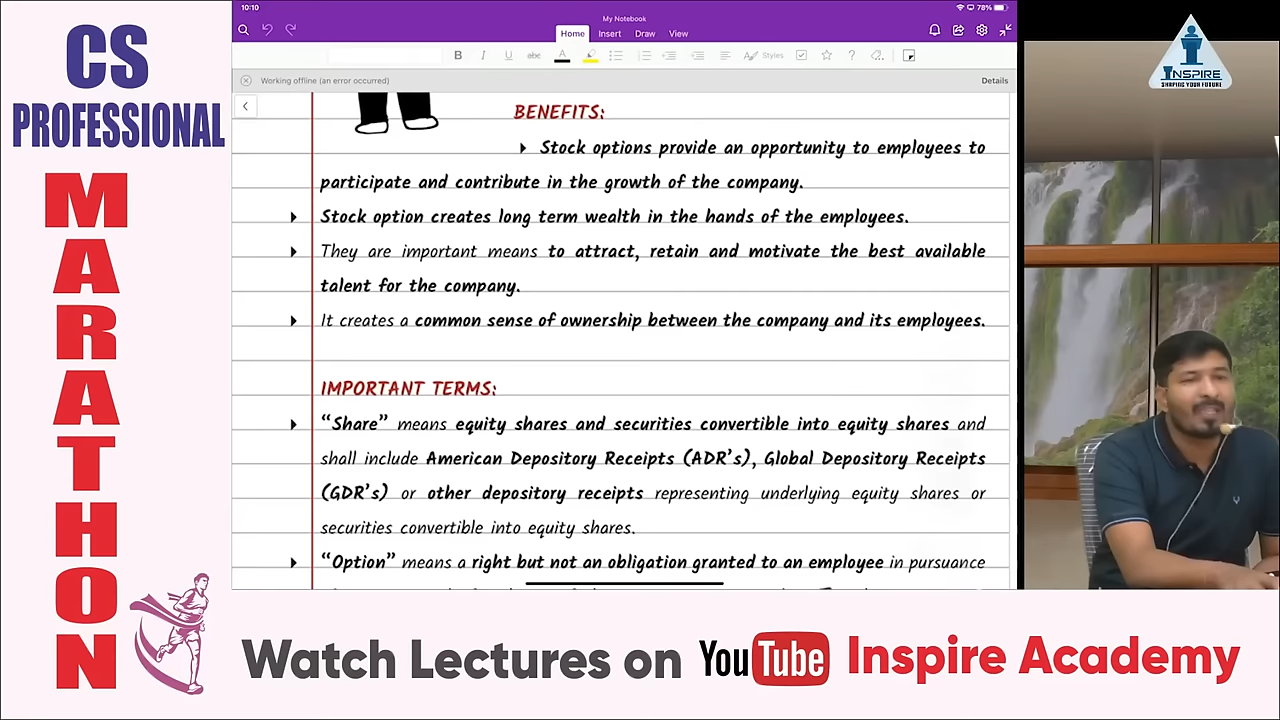 CS
PROFESSIONAL
MARATHON
10:10
78%
My Notebook
Home Insert Draw View
B I U abc A Styles ?
Working offline (an error occurred) Details
BENEFITS:
Stock options provide an opportunity to employees to
participate and contribute in the growth of the company.
Stock option creates long term wealth in the hands of the employees.
They are important means to attract, retain and motivate the best available
talent for the company.
It creates a common sense of ownership between the company and its employees.
IMPORTANT TERMS:
“Share” means equity shares and securities convertible into equity shares and
shall include American Depository Receipts (ADR’s), Global Depository Receipts
(GDR’s) or other depository receipts representing underlying equity shares or
securities convertible into equity shares.
“Option” means a right but not an obligation granted to an employee in pursuance
INSPIRE
SHAPING YOUR FUTURE
Watch Lectures on YouTube Inspire Academy